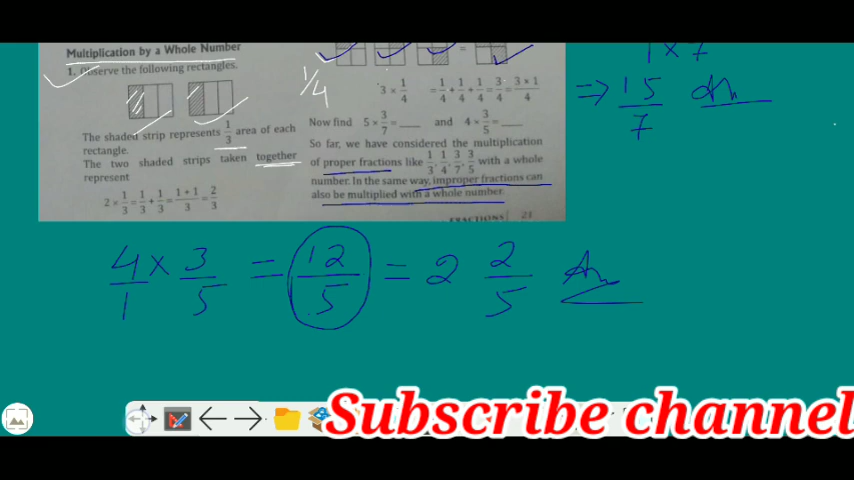 Multiplication by a Whole Number
1. Observe the following rectangles.
The shaded strip represents 1/3 area of each
rectangle.
The two shaded strips taken together
represent
2 × 1/3 = 1/3 + 1/3 = 1 + 1/3 = 2/3
=
1/4
3 × 1/4 = 1/4 + 1/4 + 1/4 = 3/4 = 3 × 1/4
Now find 5 × 3/7 = ____ and 4 × 3/5 = ____
So far, we have considered the multiplication
of proper fractions like 1/3, 1/4, 3/7, 3/5 with a whole
number. In the same way, improper fractions can
also be multiplied with a whole number.
FRACTIONS 21
1 × 7
⇒ 15/7 Ans
4/1 × 3/5 = 12/5 = 2 2/5 Ans
Subscribe channel